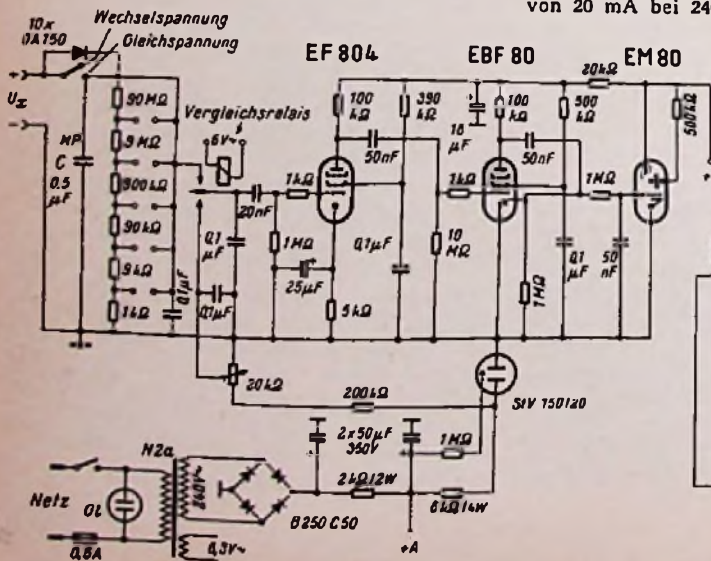 von 20 mA bei 24
10x
OA150
Wechselspannung
Gleichspannung
EF 804
EBF 80
EM 80
+
Ux
−
MP
C
0,5
µF
90MΩ
9MΩ
900kΩ
90kΩ
9kΩ
1kΩ
0,1µF
Vergleichsrelais
6V~
20nF
0,1
µF
0,1µF
1kΩ
1MΩ
25µF
5kΩ
100
kΩ
390
kΩ
50nF
0,1µF
10
MΩ
1kΩ
16
µF
100
kΩ
500
kΩ
50nF
20kΩ
500kΩ
1MΩ
1MΩ
0,1
µF
50
nF
+
20kΩ
200kΩ
StV 150/20
2x50µF
350V
1MΩ
2kΩ/2W
6kΩ/4W
+A
N2a
240V~
6,3V~
B250C50
Netz
Gl
0,6A